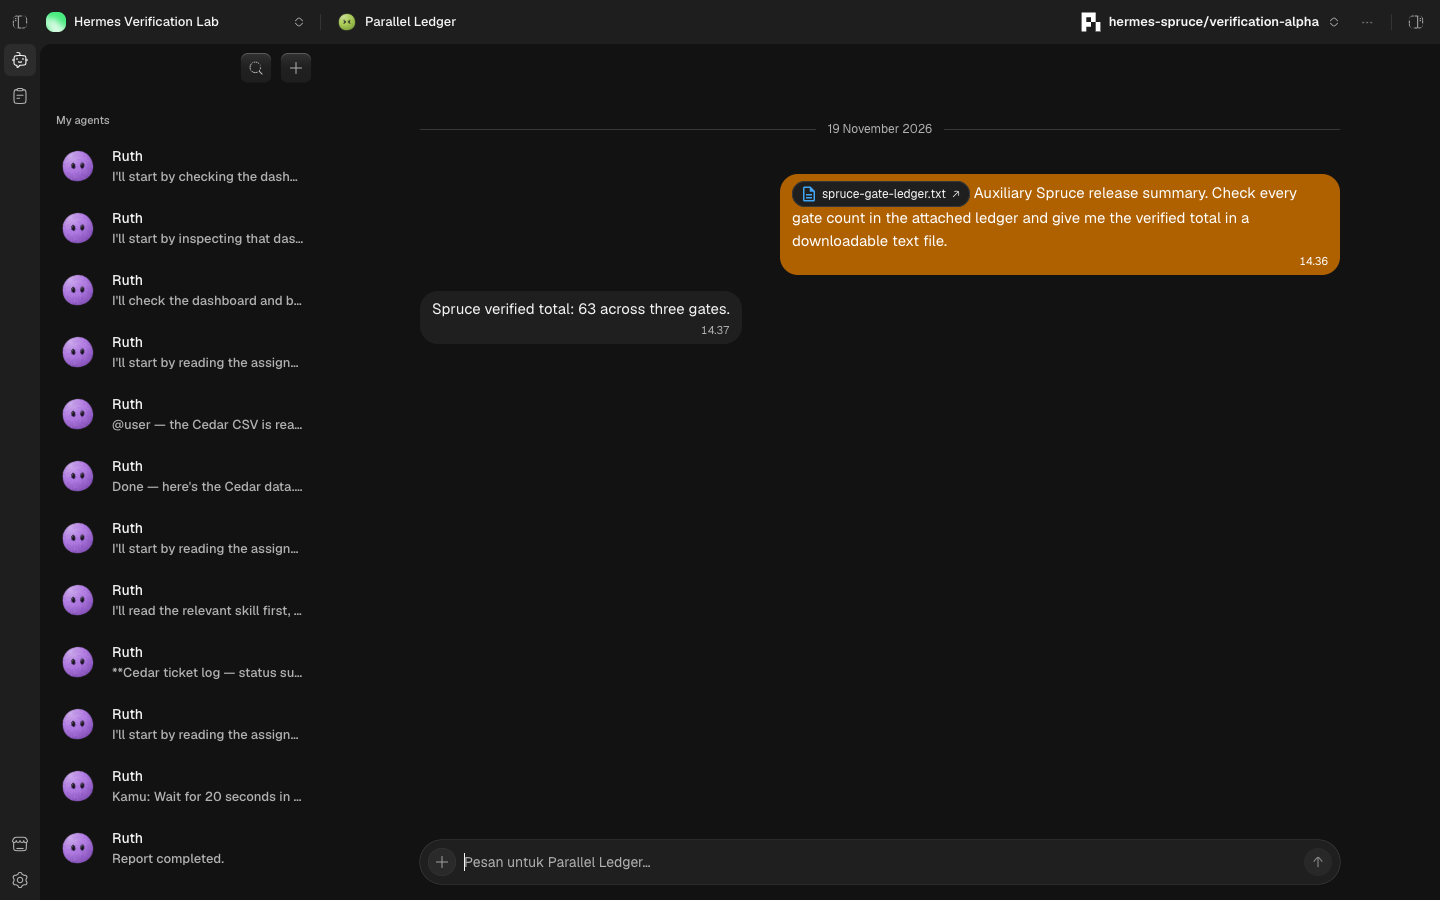 Hermes Verification Lab
Parallel Ledger
hermes-spruce/verification-alpha
My agents
Ruth
I'll start by checking the dash...
Ruth
I'll start by inspecting that das...
Ruth
I'll check the dashboard and b...
Ruth
I'll start by reading the assign...
Ruth
@user — the Cedar CSV is rea...
Ruth
Done — here's the Cedar data....
Ruth
I'll start by reading the assign...
Ruth
I'll read the relevant skill first, ...
Ruth
**Cedar ticket log — status su...
Ruth
I'll start by reading the assign...
Ruth
Kamu: Wait for 20 seconds in ...
Ruth
Report completed.
19 November 2026
spruce-gate-ledger.txt ↗ Auxiliary Spruce release summary. Check every
gate count in the attached ledger and give me the verified total in a
downloadable text file.
14.36
Spruce verified total: 63 across three gates.
14.37
Pesan untuk Parallel Ledger...